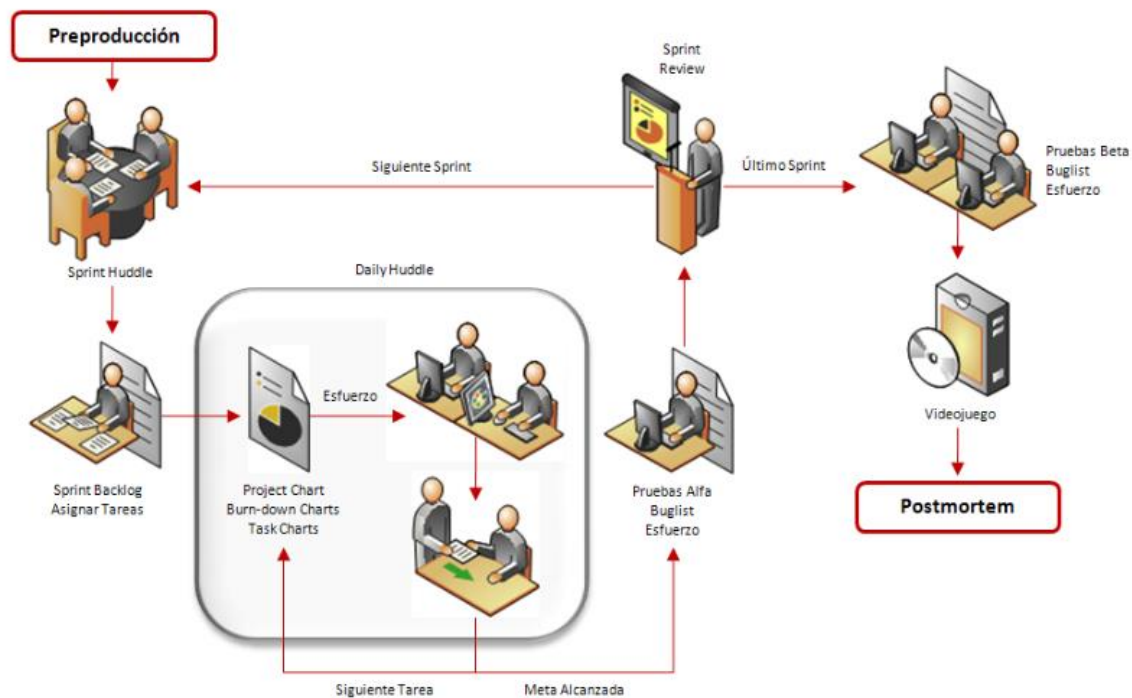 Preproducción
Sprint
Review
Siguiente Sprint
Último Sprint
Pruebas Beta
Buglist
Esfuerzo
Sprint Huddle
Daily Huddle
Esfuerzo
Videojuego
Sprint Backlog
Asignar Tareas
Project Chart
Burn-down Charts
Task Charts
Pruebas Alfa
Buglist
Esfuerzo
Postmortem
Siguiente Tarea
Meta Alcanzada